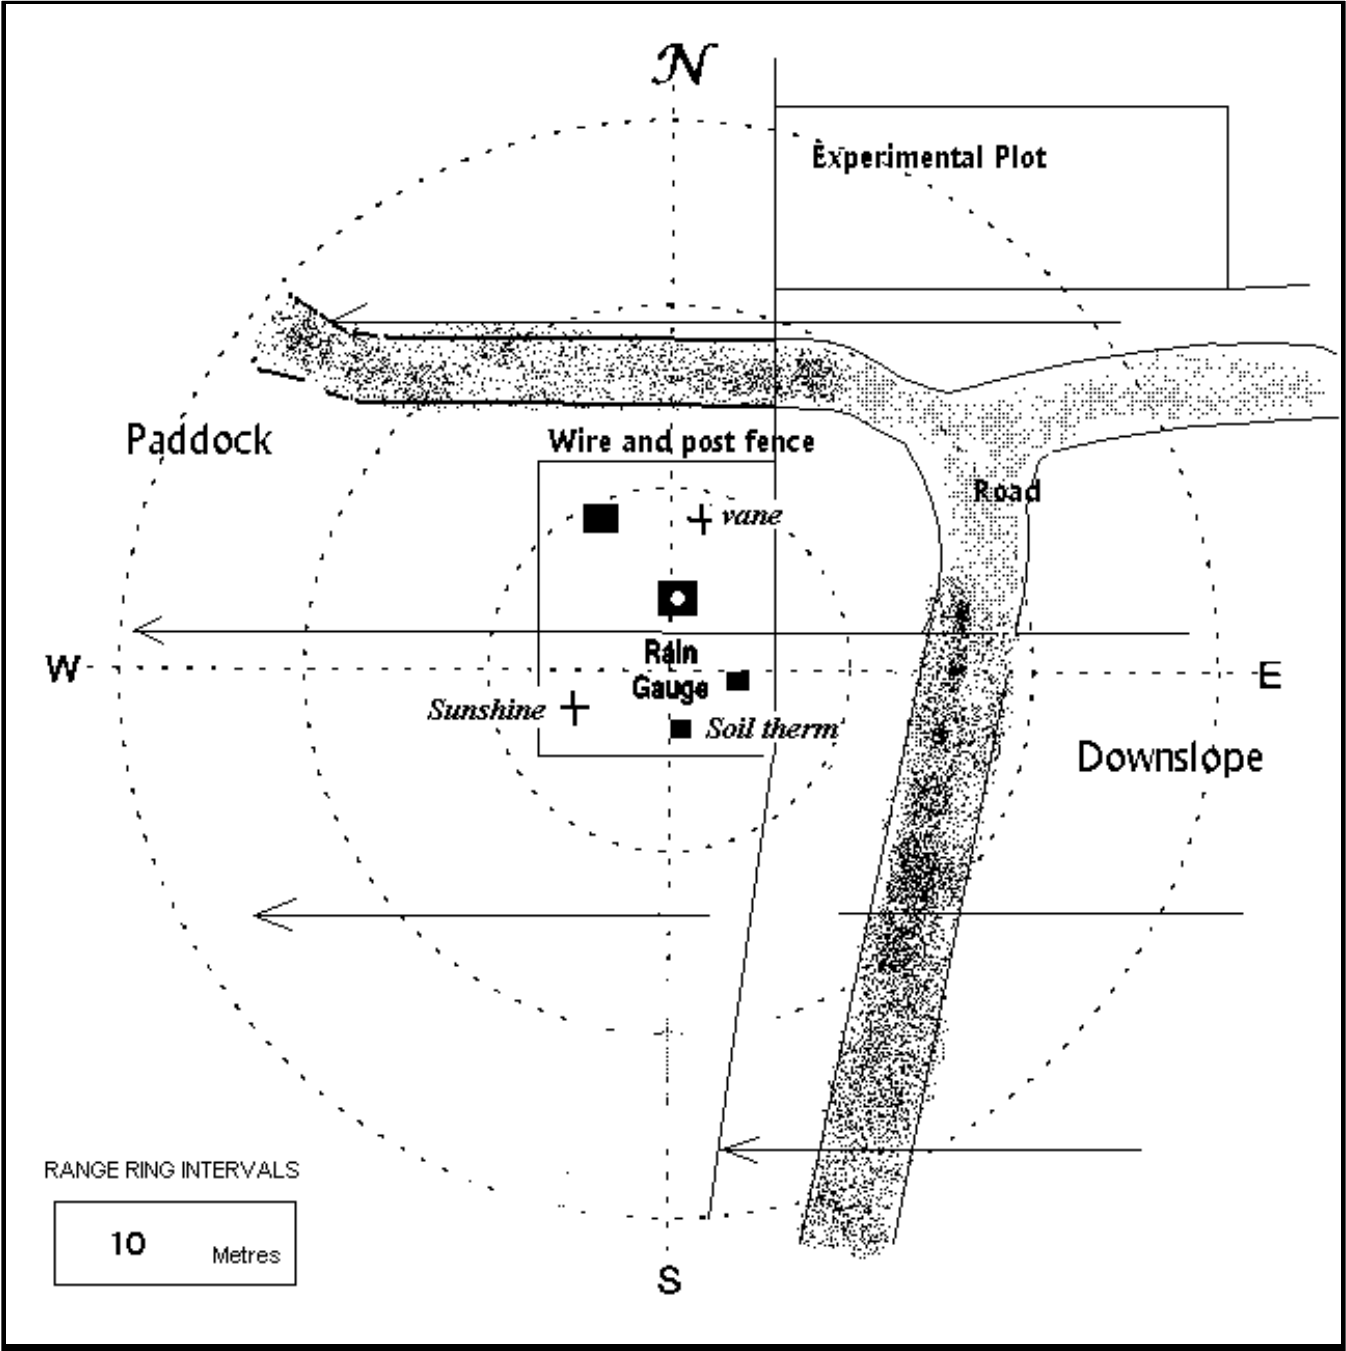 N
Experimental Plot
Paddock
Wire and post fence
Road
vane
Rain
Gauge
W
E
Sunshine
Soil therm
Downslope
RANGE RING INTERVALS
10 Metres
S